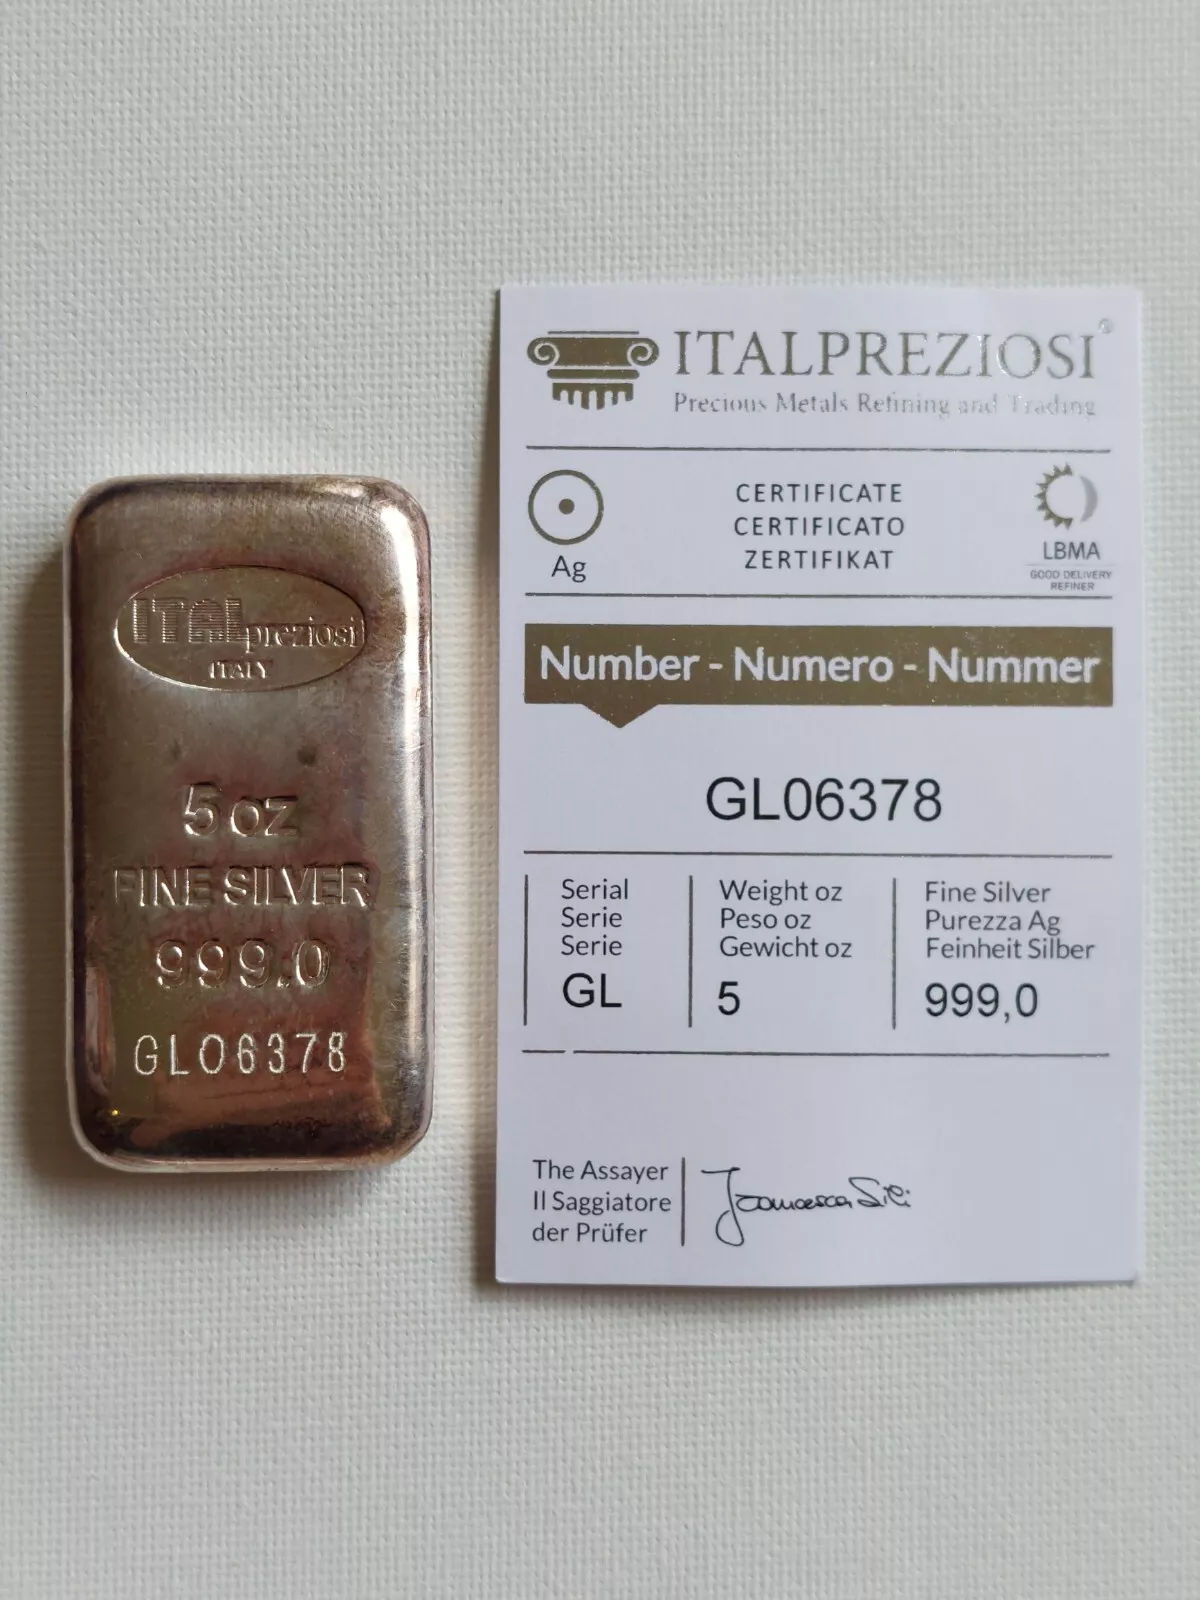 ITALpreziosi
ITALY
5 oz
FINE SILVER
999.0
GL06378
ITALPREZIOSI®
Precious Metals Refining and Trading
Ag
CERTIFICATE
CERTIFICATO
ZERTIFIKAT
LBMA
GOOD DELIVERY
REFINER
Number - Numero - Nummer
GL06378
Serial
Serie
Serie
GL
Weight oz
Peso oz
Gewicht oz
5
Fine Silver
Purezza Ag
Feinheit Silber
999,0
The Assayer
Il Saggiatore
der Prüfer